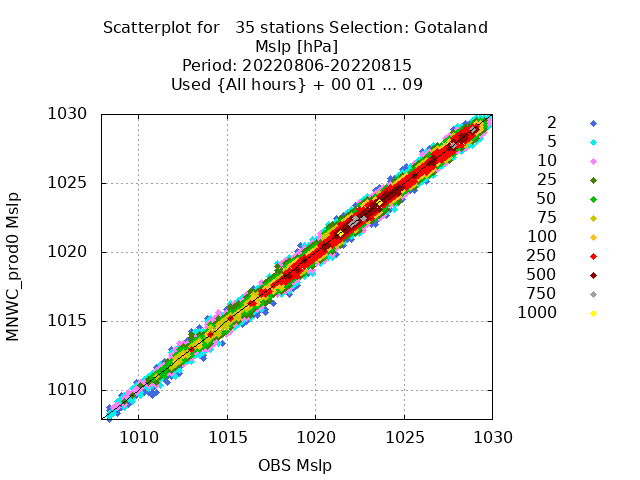 Scatterplot for   35 stations Selection: Gotaland
Mslp [hPa]
Period: 20220806-20220815
Used {All hours} + 00 01 ... 09
1030
1025
1020
1015
1010
MNWC_prod0 Mslp
1010 1015 1020 1025 1030
OBS Mslp
2
5
10
25
50
75
100
250
500
750
1000